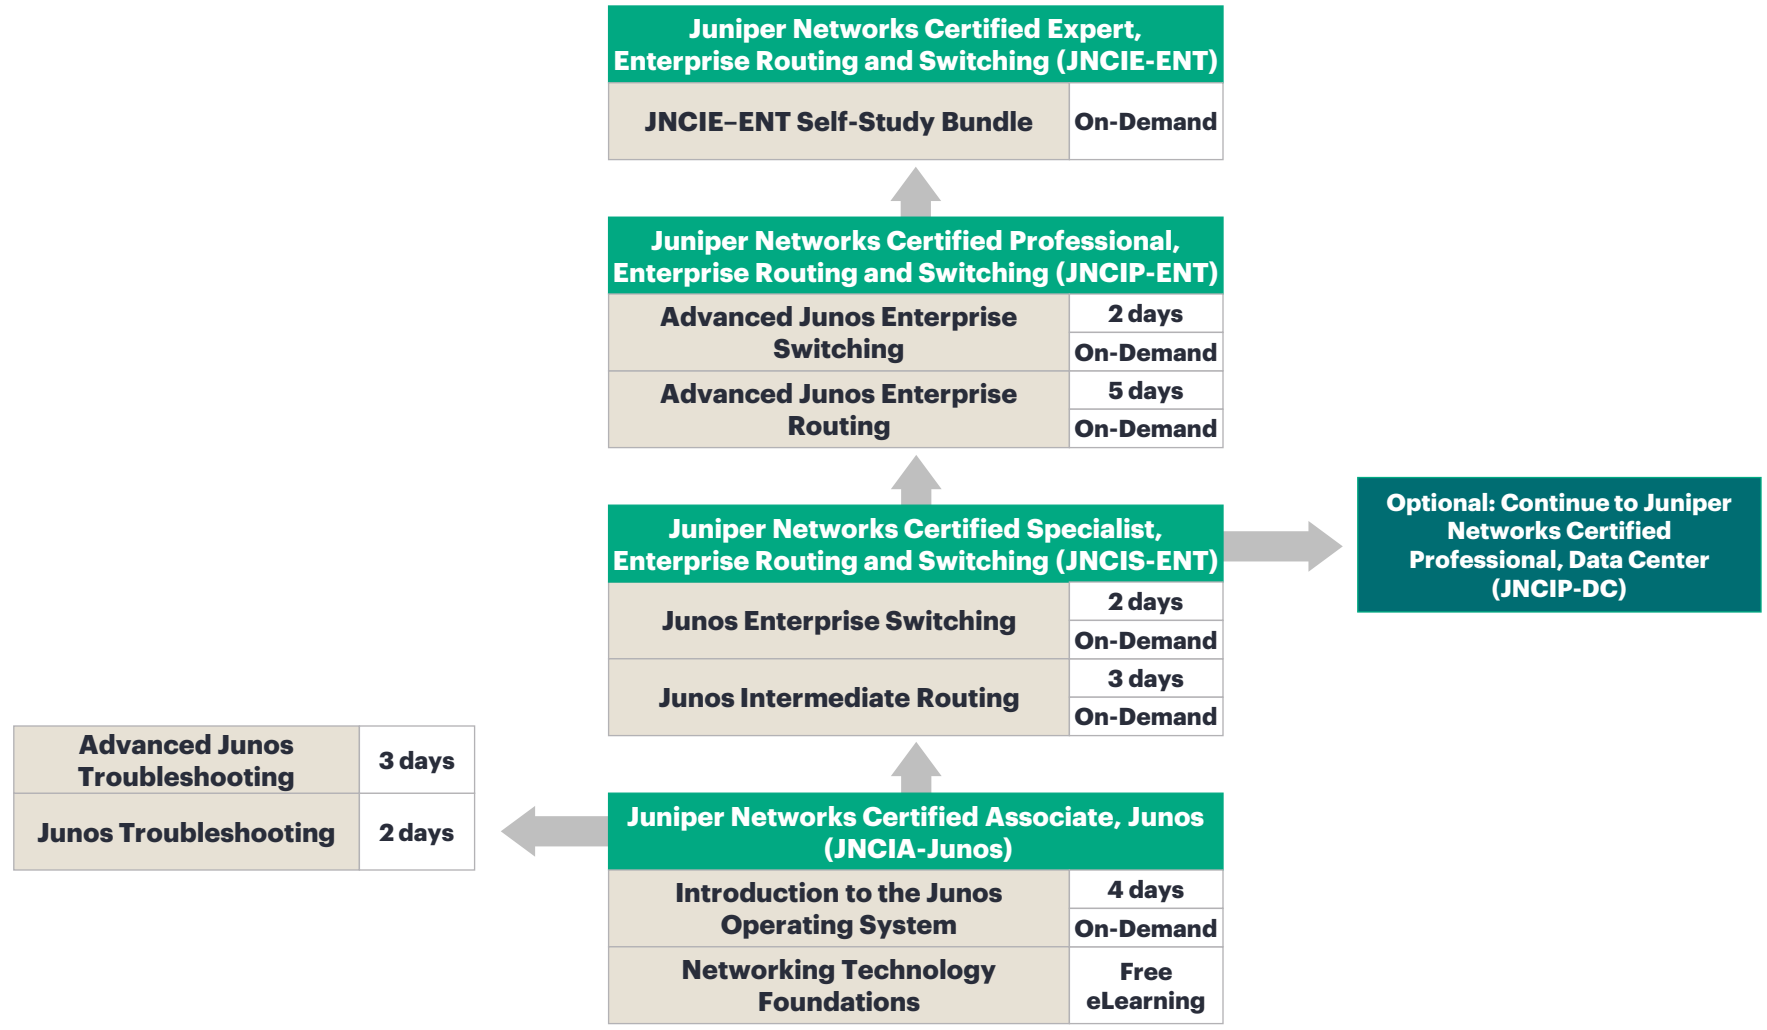 Juniper Networks Certified Expert,
Enterprise Routing and Switching (JNCIE-ENT)
JNCIE–ENT Self-Study Bundle
On-Demand
Juniper Networks Certified Professional,
Enterprise Routing and Switching (JNCIP-ENT)
Advanced Junos Enterprise
Switching
2 days
On-Demand
Advanced Junos Enterprise
Routing
5 days
On-Demand
Juniper Networks Certified Specialist,
Enterprise Routing and Switching (JNCIS-ENT)
Junos Enterprise Switching
2 days
On-Demand
Junos Intermediate Routing
3 days
On-Demand
Optional: Continue to Juniper
Networks Certified
Professional, Data Center
(JNCIP-DC)
Advanced Junos
Troubleshooting
3 days
Junos Troubleshooting
2 days
Juniper Networks Certified Associate, Junos
(JNCIA-Junos)
Introduction to the Junos
Operating System
4 days
On-Demand
Networking Technology
Foundations
Free
eLearning